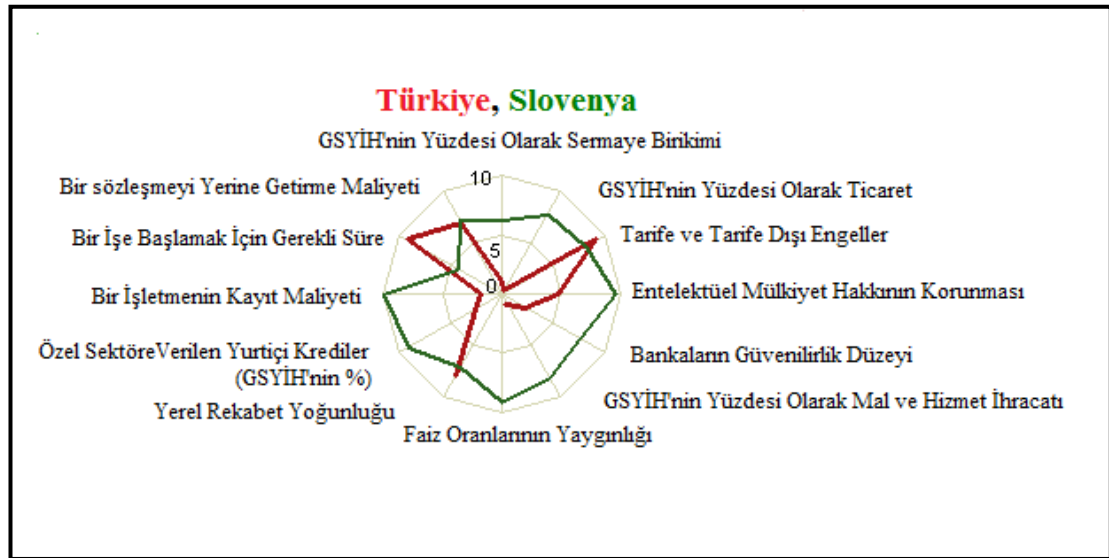 Türkiye, Slovenya
GSYİH'nin Yüzdesi Olarak Sermaye Birikimi
Bir sözleşmeyi Yerine Getirme Maliyeti
10
GSYİH'nin Yüzdesi Olarak Ticaret
Bir İşe Başlamak İçin Gerekli Süre
5
Tarife ve Tarife Dışı Engeller
Bir İşletmenin Kayıt Maliyeti
0
Entelektüel Mülkiyet Hakkının Korunması
Özel SektöreVerilen Yurtiçi Krediler
(GSYİH'nin %)
Bankaların Güvenilirlik Düzeyi
Yerel Rekabet Yoğunluğu
GSYİH'nin Yüzdesi Olarak Mal ve Hizmet İhracatı
Faiz Oranlarının Yaygınlığı